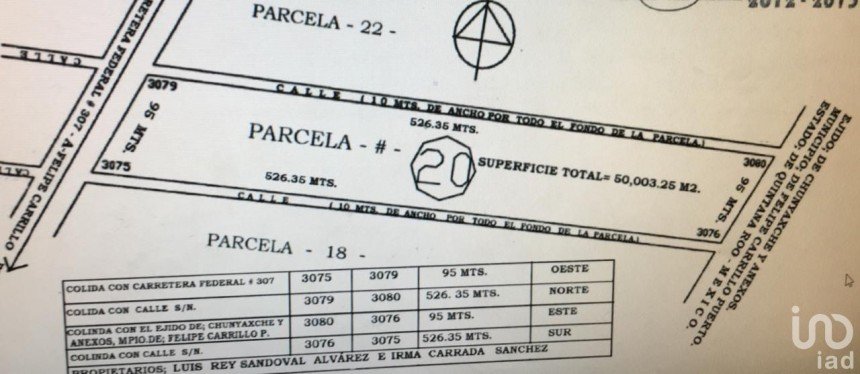 2012 - 2015
PARCELA - 22 -
CALLE
CARRETERA FEDERAL # 307 - A - FELIPE CARRILLO
CALLE
3079
CALLE (10 MTS. DE ANCHO POR TODO EL FONDO DE LA PARCELA.)
526.35 MTS.
95 MTS.
PARCELA - # - 20
SUPERFICIE TOTAL= 50,003.25 M2.
3080
95 MTS.
3075
526.35 MTS.
3076
CALLE (10 MTS. DE ANCHO POR TODO EL FONDO DE LA PARCELA)
CALLE
EJIDO, DE CHUNYAXCHE Y ANEXOS,
MUNICIPIO; DE FELIPE CARRILLO PUERTO.
ESTADO; DE QUINTANA ROO - MEXICO.
PARCELA - 18 -
COLIDA CON CARRETERA FEDERAL # 307 3075 3079 95 MTS. OESTE
COLIDA CON CALLE S/N. 3079 3080 526. 35 MTS. NORTE
COLINDA CON EL EJIDO DE; CHUNYAXCHE Y
ANEXOS, MPIO.DE; FELIPE CARRILLO P. 3080 3076 95 MTS. ESTE
COLINDA CON CALLE S/N. 3076 3075 526.35 MTS. SUR
PROPIETARIOS; LUIS REY SANDOVAL ALVÁREZ E IRMA CARRADA SANCHEZ
iad